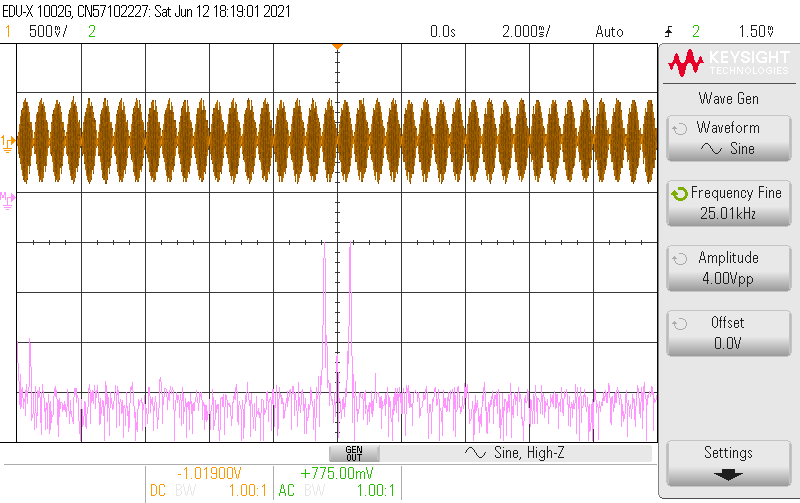 EDU-X 1002G, CN57102227: Sat Jun 12 18:19:01 2021
1 500mV/ 2 0.0s 2.000ms/ Auto 2 1.50V
KEYSIGHT
TECHNOLOGIES
Wave Gen
Waveform
Sine
Frequency Fine
25.01kHz
Amplitude
4.00Vpp
Offset
0.0V
Settings
1
M
GEN
OUT
Sine, High-Z
-1.01900V
DC BW 1.00:1
+775.00mV
AC BW 1.00:1